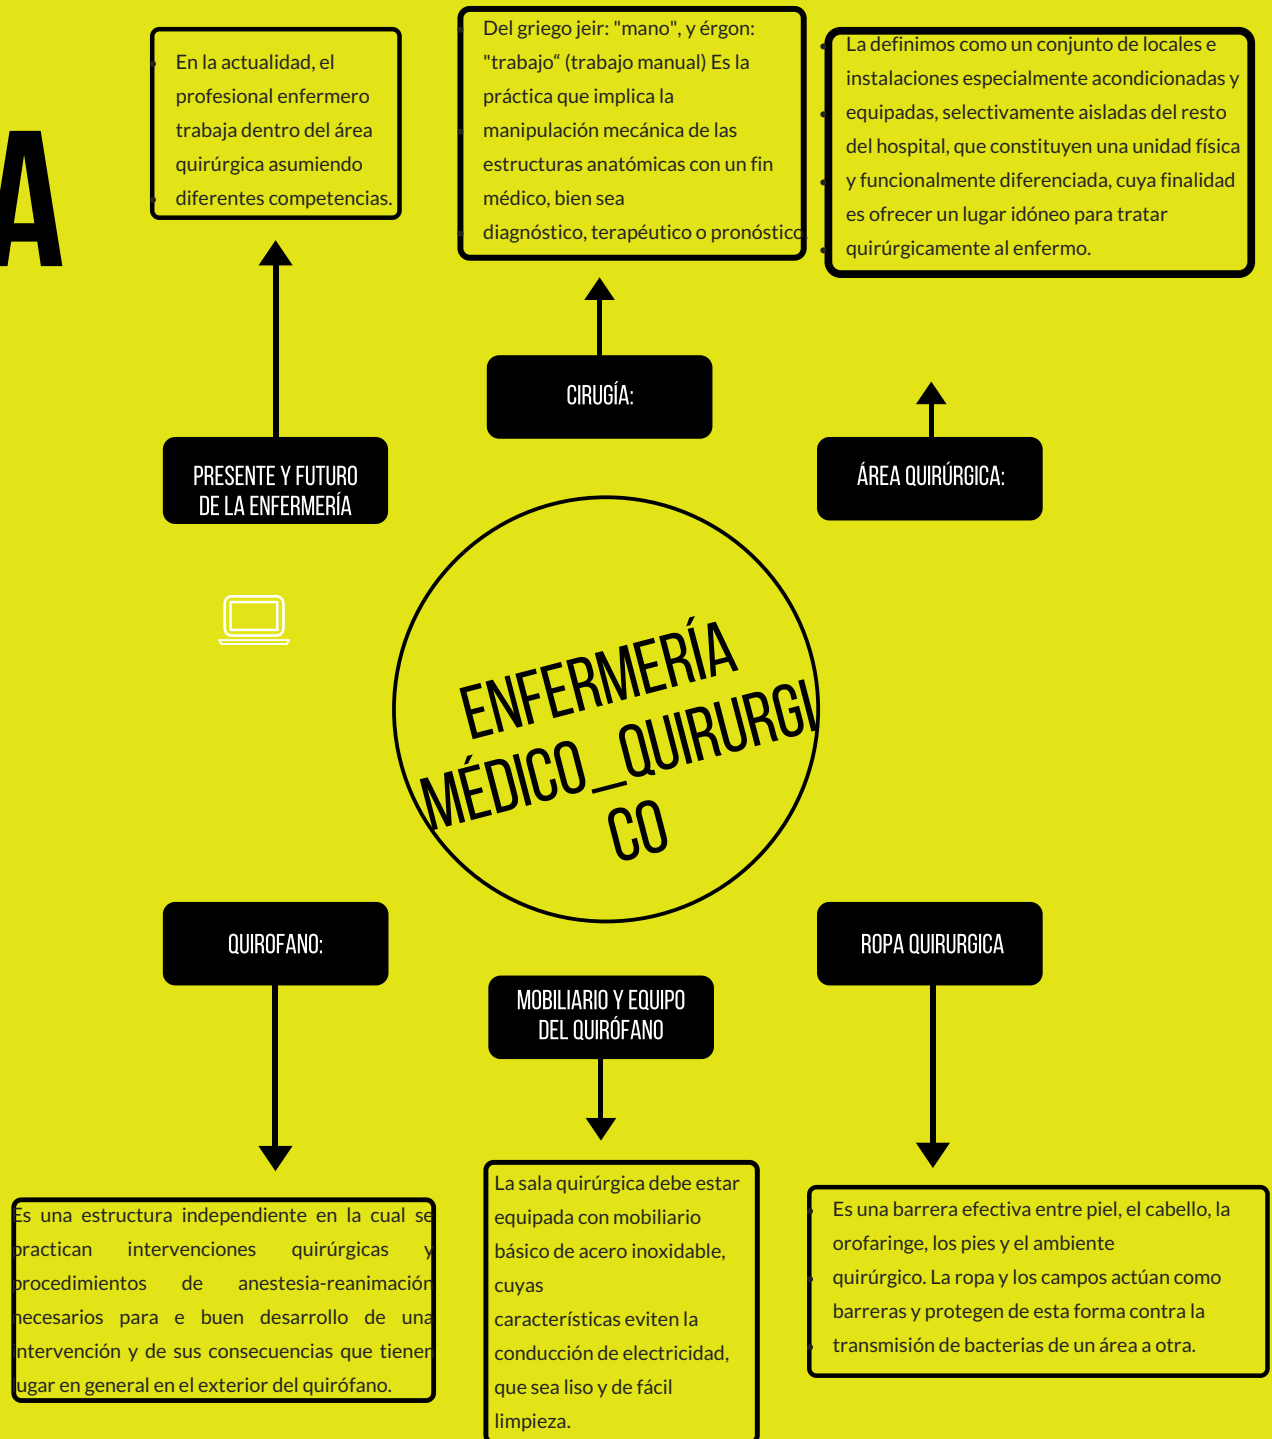 A
En la actualidad, el
profesional enfermero
trabaja dentro del área
quirúrgica asumiendo
diferentes competencias.
Del griego jeir: "mano", y érgon:
"trabajo“ (trabajo manual) Es la
práctica que implica la
manipulación mecánica de las
estructuras anatómicas con un fin
médico, bien sea
diagnóstico, terapéutico o pronóstico.
La definimos como un conjunto de locales e
instalaciones especialmente acondicionadas y
equipadas, selectivamente aisladas del resto
del hospital, que constituyen una unidad física
y funcionalmente diferenciada, cuya finalidad
es ofrecer un lugar idóneo para tratar
quirúrgicamente al enfermo.
CIRUGÍA:
PRESENTE Y FUTURO
DE LA ENFERMERÍA
ÁREA QUIRÚRGICA:
ENFERMERÍA
MÉDICO_QUIRURGI
CO
QUIROFANO:
MOBILIARIO Y EQUIPO
DEL QUIRÓFANO
ROPA QUIRURGICA
Es una estructura independiente en la cual se
practican intervenciones quirúrgicas y
procedimientos de anestesia-reanimación
necesarios para e buen desarrollo de una
intervención y de sus consecuencias que tienen
lugar en general en el exterior del quirófano.
La sala quirúrgica debe estar
equipada con mobiliario
básico de acero inoxidable,
cuyas
características eviten la
conducción de electricidad,
que sea liso y de fácil
limpieza.
Es una barrera efectiva entre piel, el cabello, la
orofaringe, los pies y el ambiente
quirúrgico. La ropa y los campos actúan como
barreras y protegen de esta forma contra la
transmisión de bacterias de un área a otra.